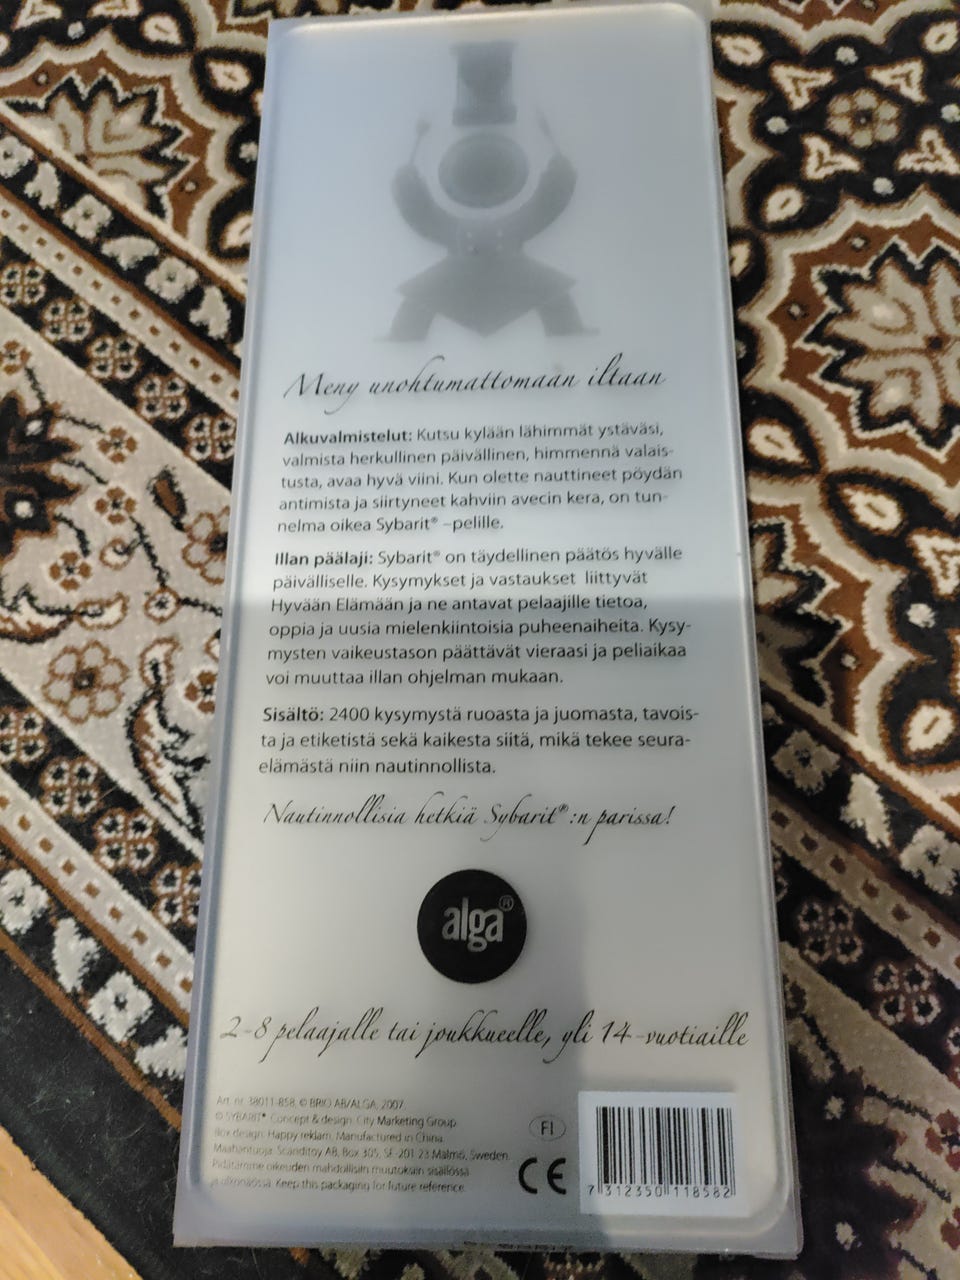 Meny unohtumattomaan iltaan
Alkuvalmistelut: Kutsu kylään lähimmät ystäväsi,
valmista herkullinen päivällinen, himmennä valais-
tusta, avaa hyvä viini. Kun olette nauttineet pöydän
antimista ja siirtyneet kahviin avecin kera, on tun-
nelma oikea Sybarit® –pelille.
Illan päälaji: Sybarit® on täydellinen päätös hyvälle
päivälliselle. Kysymykset ja vastaukset liittyvät
Hyvään Elämään ja ne antavat pelaajille tietoa,
oppia ja uusia mielenkiintoisia puheenaiheita. Kysy-
mysten vaikeustason päättävät vieraasi ja peliaikaa
voi muuttaa illan ohjelman mukaan.
Sisältö: 2400 kysymystä ruoasta ja juomasta, tavois-
ta ja etiketistä sekä kaikesta siitä, mikä tekee seura-
elämästä niin nautinnollista.
Nautinnollisia hetkiä Sybarit®:n parissa!
alga®
2-8 pelaajalle tai joukkueelle, yli 14-vuotiaille
Art. nr. 38011-858, © BRIO AB/ALGA, 2007
© SYBARIT® Concept & design: City Marketing Group.
Box design: Happy reklam. Manufactured in China.
Maahantuoja: Scanditoy AB, Box 305, SE-201 23 Malmö, Sweden.
Pidätämme oikeuden mahdollisiin muutoksiin sisällössä
ja ulkonäössä. Keep this packaging for future reference.
FI
CE
7 312350 118582